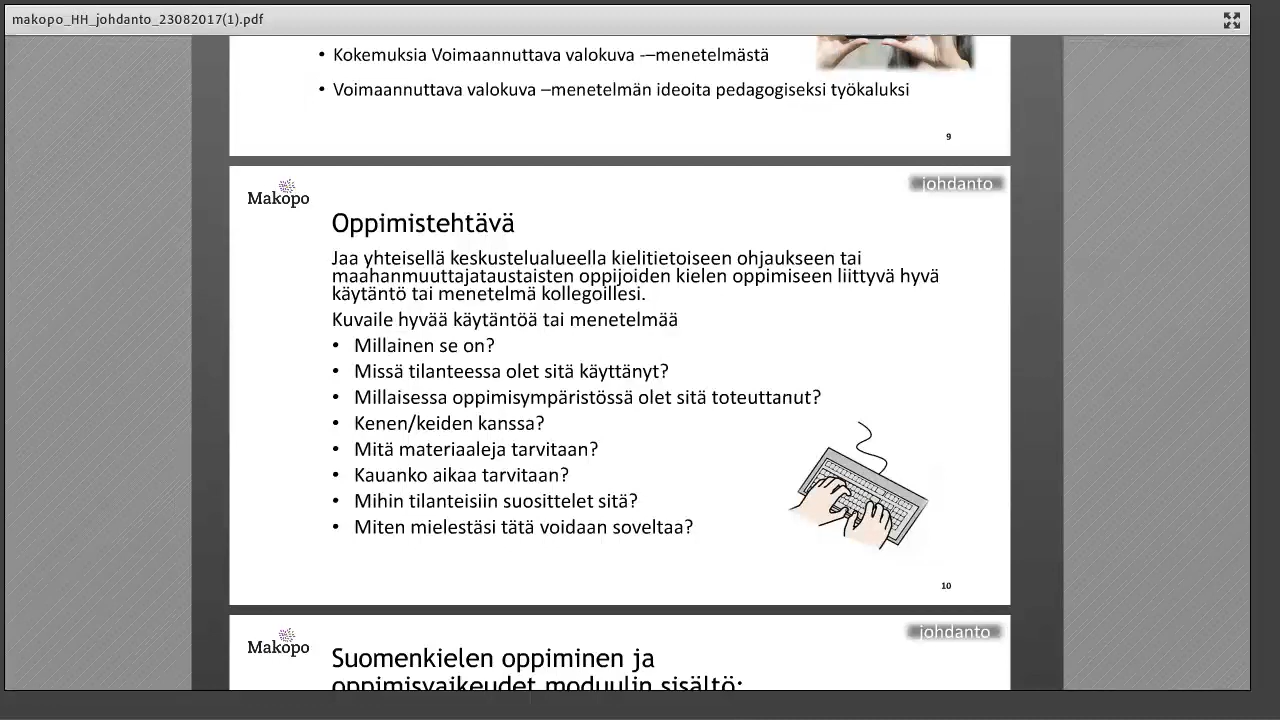 makopo_HH_johdanto_23082017(1).pdf
• Kokemuksia Voimaannuttava valokuva -–menetelmästä
• Voimaannuttava valokuva –menetelmän ideoita pedagogiseksi työkaluksi
9
Makopo
johdanto
Oppimistehtävä
Jaa yhteisellä keskustelualueella kielitietoiseen ohjaukseen tai
maahanmuuttajataustaisten oppijoiden kielen oppimiseen liittyvä hyvä
käytäntö tai menetelmä kollegoillesi.
Kuvaile hyvää käytäntöä tai menetelmää
• Millainen se on?
• Missä tilanteessa olet sitä käyttänyt?
• Millaisessa oppimisympäristössä olet sitä toteuttanut?
• Kenen/keiden kanssa?
• Mitä materiaaleja tarvitaan?
• Kauanko aikaa tarvitaan?
• Mihin tilanteisiin suosittelet sitä?
• Miten mielestäsi tätä voidaan soveltaa?
10
Makopo
johdanto
Suomenkielen oppiminen ja
oppimisvaikeudet moduulin sisältö: